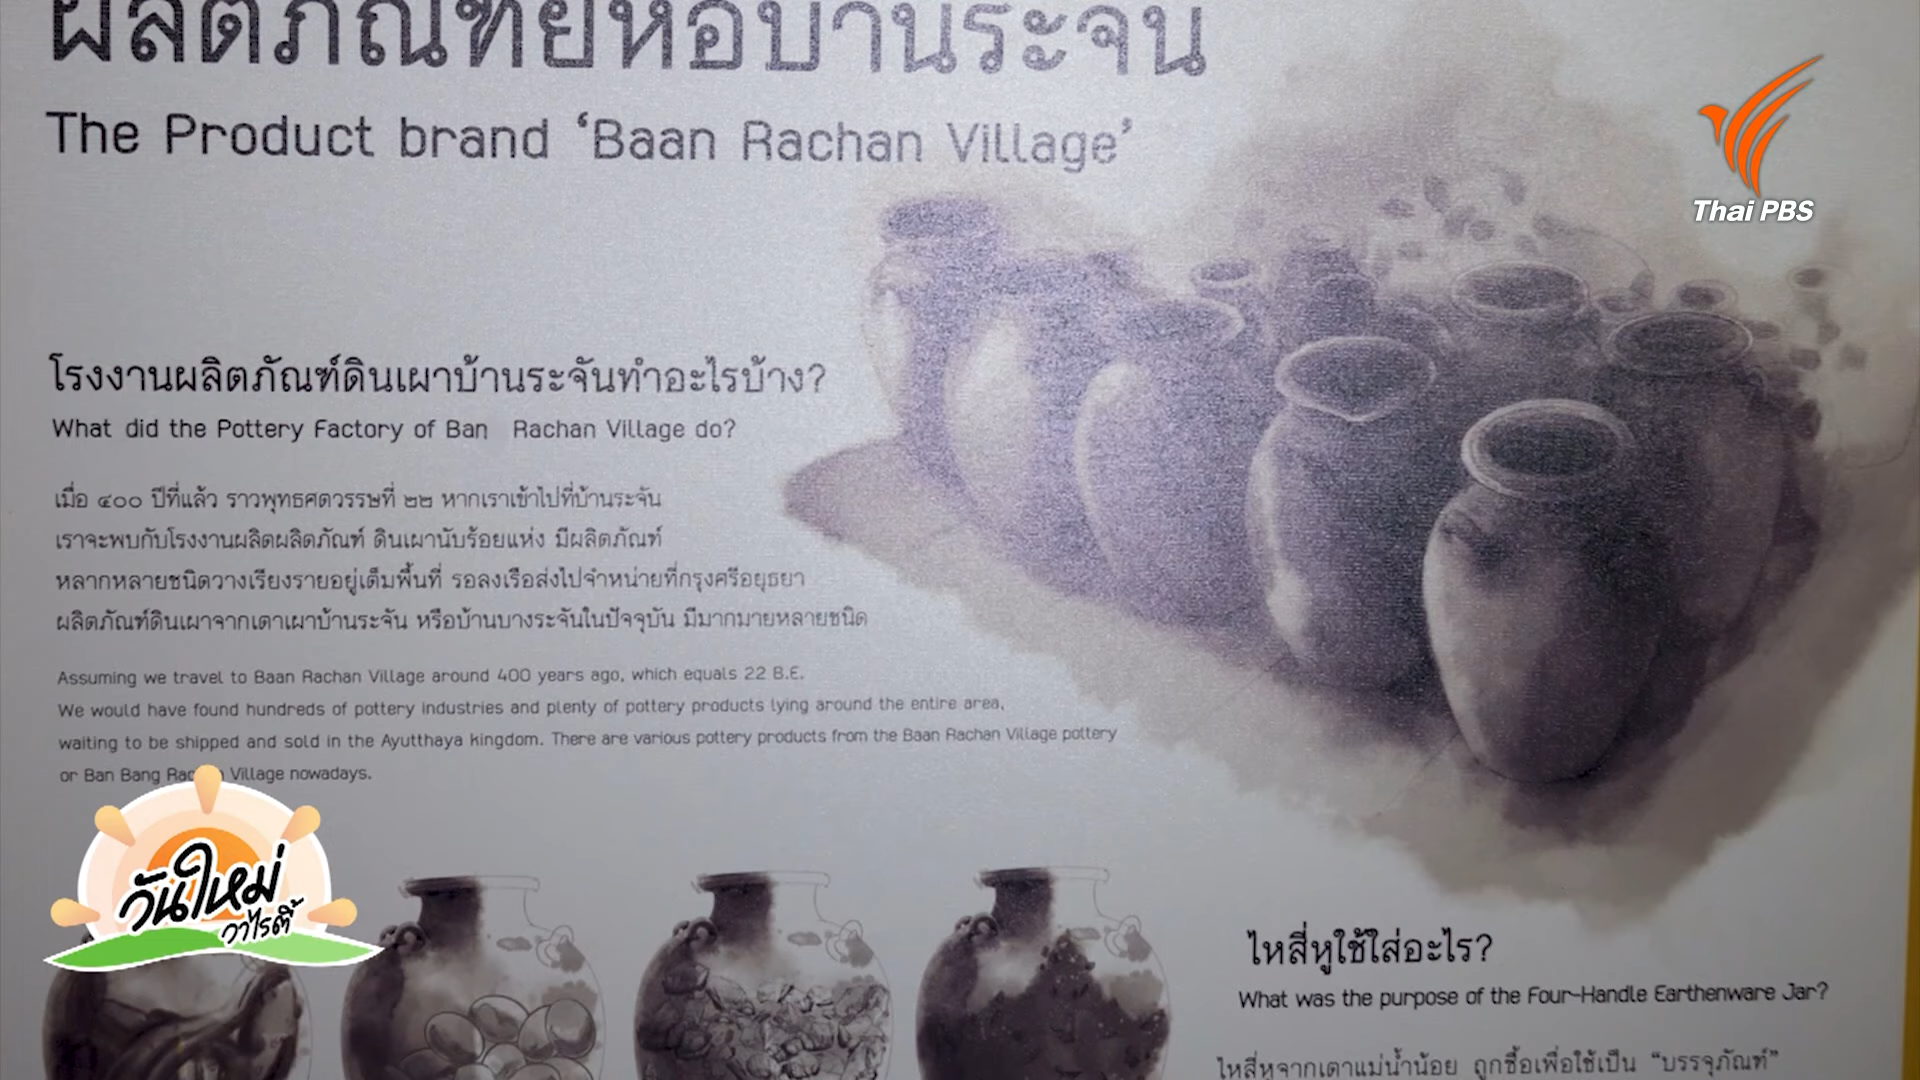 ผลิตภัณฑ์ยี่ห้อบ้านระจัน
The Product brand ‘Baan Rachan Village’
Thai PBS
โรงงานผลิตภัณฑ์ดินเผาบ้านระจันทำอะไรบ้าง?
What did the Pottery Factory of Ban Rachan Village do?
เมื่อ ๔๐๐ ปีที่แล้ว ราวพุทธศตวรรษที่ ๒๒ หากเราเข้าไปที่บ้านระจัน
เราจะพบกับโรงงานผลิตผลิตภัณฑ์ ดินเผานับร้อยแห่ง มีผลิตภัณฑ์
หลากหลายชนิดวางเรียงรายอยู่เต็มพื้นที่ รอลงเรือส่งไปจำหน่ายที่กรุงศรีอยุธยา
ผลิตภัณฑ์ดินเผาจากเตาเผาบ้านระจัน หรือบ้านบางระจันในปัจจุบัน มีมากมายหลายชนิด
Assuming we travel to Baan Rachan Village around 400 years ago, which equals 22 B.E.
We would have found hundreds of pottery industries and plenty of pottery products lying around the entire area,
waiting to be shipped and sold in the Ayutthaya kingdom. There are various pottery products from the Baan Rachan Village pottery
or Ban Bang Village nowadays.
วันใหม่
วาไรตี้
ไหสี่หูใช้ใส่อะไร?
What was the purpose of the Four-Handle Earthenware Jar?
ไหสี่หูจากเตาแม่น้ำน้อย ถูกซื้อเพื่อใช้เป็น “บรรจุภัณฑ์”